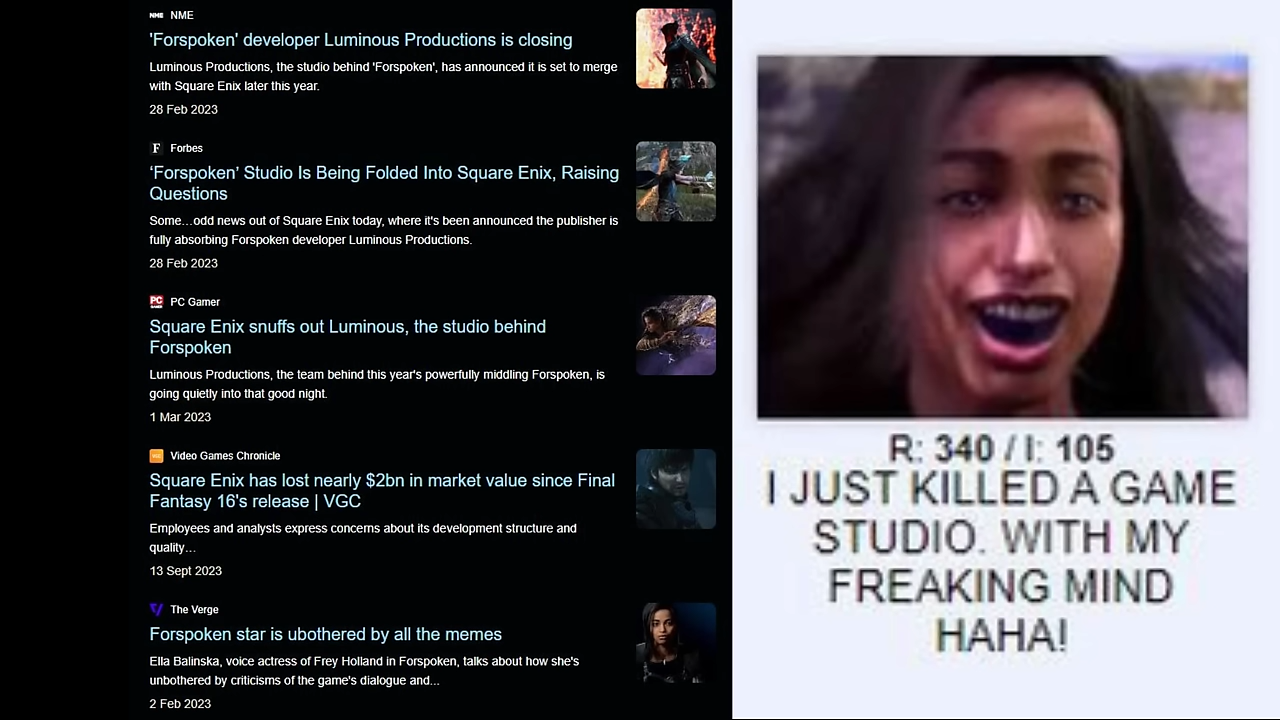 NME NME
'Forspoken' developer Luminous Productions is closing
Luminous Productions, the studio behind 'Forspoken', has announced it is set to merge
with Square Enix later this year.
28 Feb 2023
F Forbes
‘Forspoken’ Studio Is Being Folded Into Square Enix, Raising
Questions
Some…odd news out of Square Enix today, where it's been announced the publisher is
fully absorbing Forspoken developer Luminous Productions.
28 Feb 2023
PC PC Gamer
Square Enix snuffs out Luminous, the studio behind
Forspoken
Luminous Productions, the team behind this year's powerfully middling Forspoken, is
going quietly into that good night.
1 Mar 2023
VGC Video Games Chronicle
Square Enix has lost nearly $2bn in market value since Final
Fantasy 16's release | VGC
Employees and analysts express concerns about its development structure and
quality…
13 Sept 2023
The Verge
Forspoken star is ubothered by all the memes
Ella Balinska, voice actress of Frey Holland in Forspoken, talks about how she's
unbothered by criticisms of the game's dialogue and...
2 Feb 2023
R: 340 / I: 105
I JUST KILLED A GAME
STUDIO. WITH MY
FREAKING MIND
HAHA!